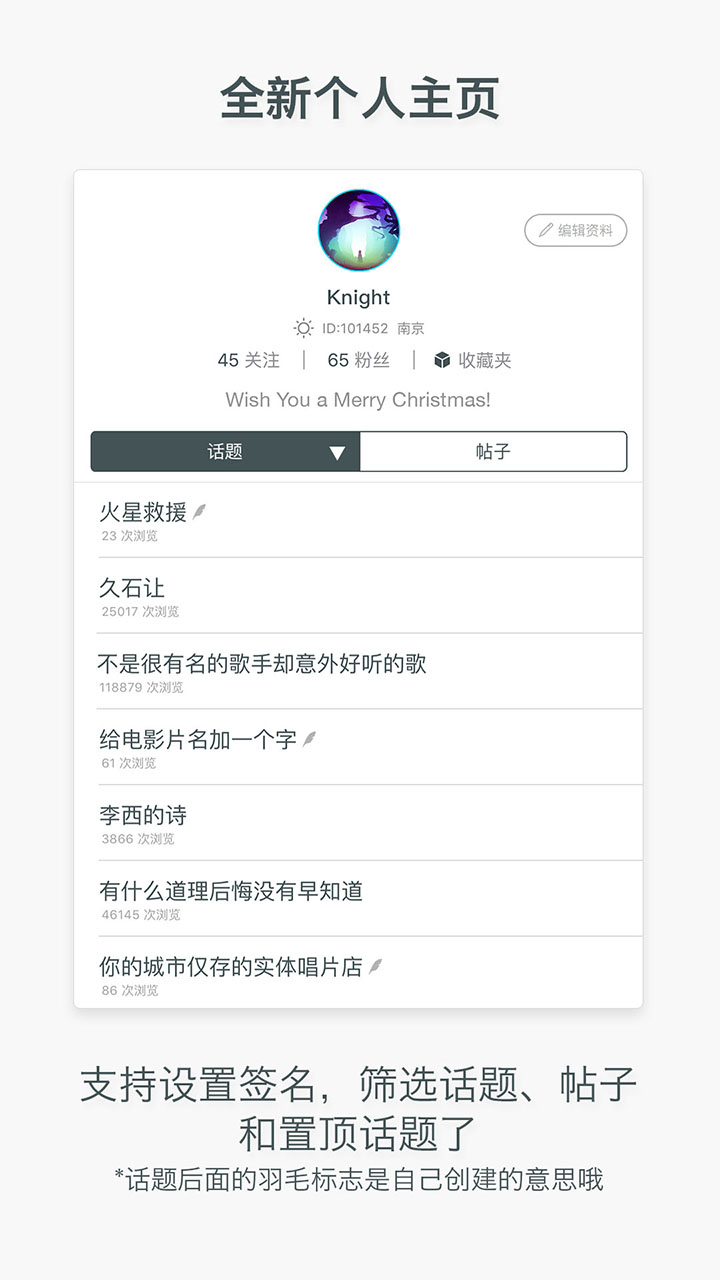 全新个人主页
编辑资料
Knight
ID:101452 南京
45 关注 | 65 粉丝 | 收藏夹
Wish You a Merry Christmas!
话题 ▼ 帖子
火星救援
23 次浏览
久石让
25017 次浏览
不是很有名的歌手却意外好听的歌
118879 次浏览
给电影片名加一个字
61 次浏览
李西的诗
3866 次浏览
有什么道理后悔没有早知道
46145 次浏览
你的城市仅存的实体唱片店
86 次浏览
支持设置签名，筛选话题、帖子
和置顶话题了
*话题后面的羽毛标志是自己创建的意思哦